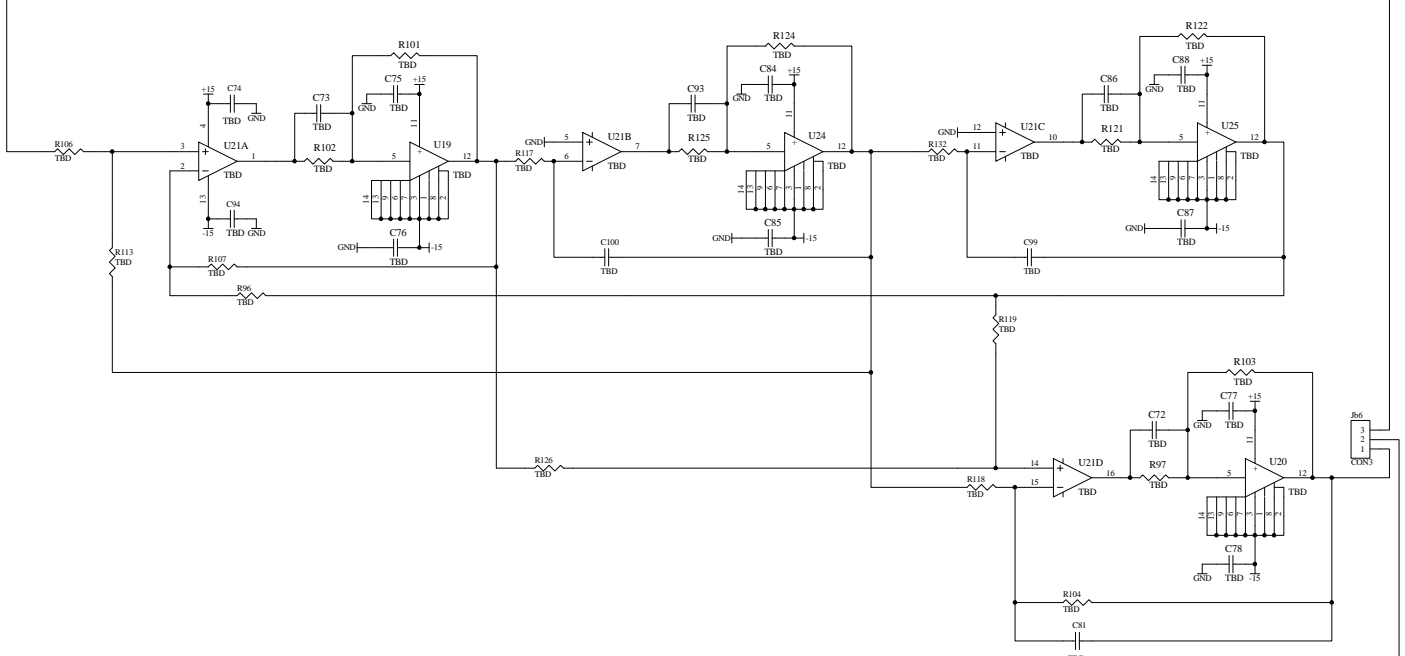 R101
TBD
C75
TBD
+15
GND
11
+15
C74
TBD
GND
4
C73
TBD
R106
TBD
3
2
U21A
TBD
1
R102
TBD
5
U19
TBD
12
14
13
9
6
7
3
1
8
2
13
-15
C94
TBD
GND
GND
C76
TBD
-15
R117
TBD
GND
5
6
U21B
TBD
7
C93
TBD
R125
TBD
R124
TBD
C84
TBD
+15
GND
11
5
U24
TBD
12
14
13
9
6
7
3
1
8
2
GND
C85
TBD
-15
C100
TBD
R132
TBD
GND
12
11
U21C
TBD
10
C86
TBD
R121
TBD
R122
TBD
C88
TBD
+15
GND
11
5
U25
TBD
12
14
13
9
6
7
3
1
8
2
GND
C87
TBD
-15
C99
TBD
R113
TBD
R107
TBD
R96
TBD
R119
TBD
R126
TBD
R118
TBD
14
15
U21D
TBD
16
C72
TBD
R97
TBD
R103
TBD
C77
TBD
+15
GND
11
5
U20
TBD
12
14
13
9
6
7
3
1
8
2
GND
C78
TBD
-15
R104
TBD
C81
Jb6
3
2
1
CON3